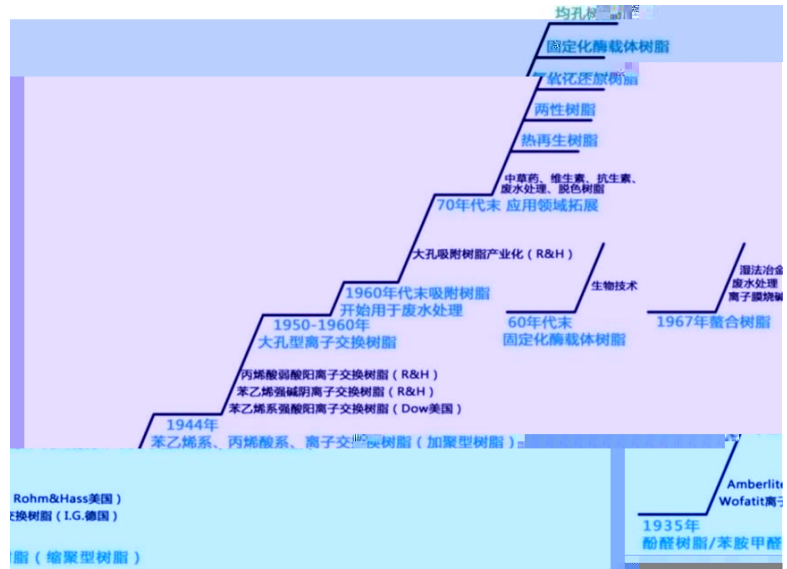 均孔树
固定化酶载体树脂
氧化还原树脂
两性树脂
热再生树脂
中草药、维生素、抗生素、
废水处理、脱色树脂
70年代末 应用领域拓展
大孔吸附树脂产业化（R&H）
1960年代末吸附树脂
开始用于废水处理
生物技术
60年代末
固定化酶载体树脂
湿法冶金
废水处理
离子膜烧碱
1967年螯合树脂
1950-1960年
大孔型离子交换树脂
丙烯酸弱酸阳离子交换树脂（R&H）
苯乙烯强碱阴离子交换树脂（R&H）
苯乙烯系强酸阳离子交换树脂（Dow美国）
1944年
苯乙烯系、丙烯酸系、离子交换树脂（加聚型树脂）
Rohm&Hass美国）
换树脂（I.G.德国）
脂（缩聚型树脂）
Amberlite
Wofatit离子
1935年
酚醛树脂/苯胺甲醛